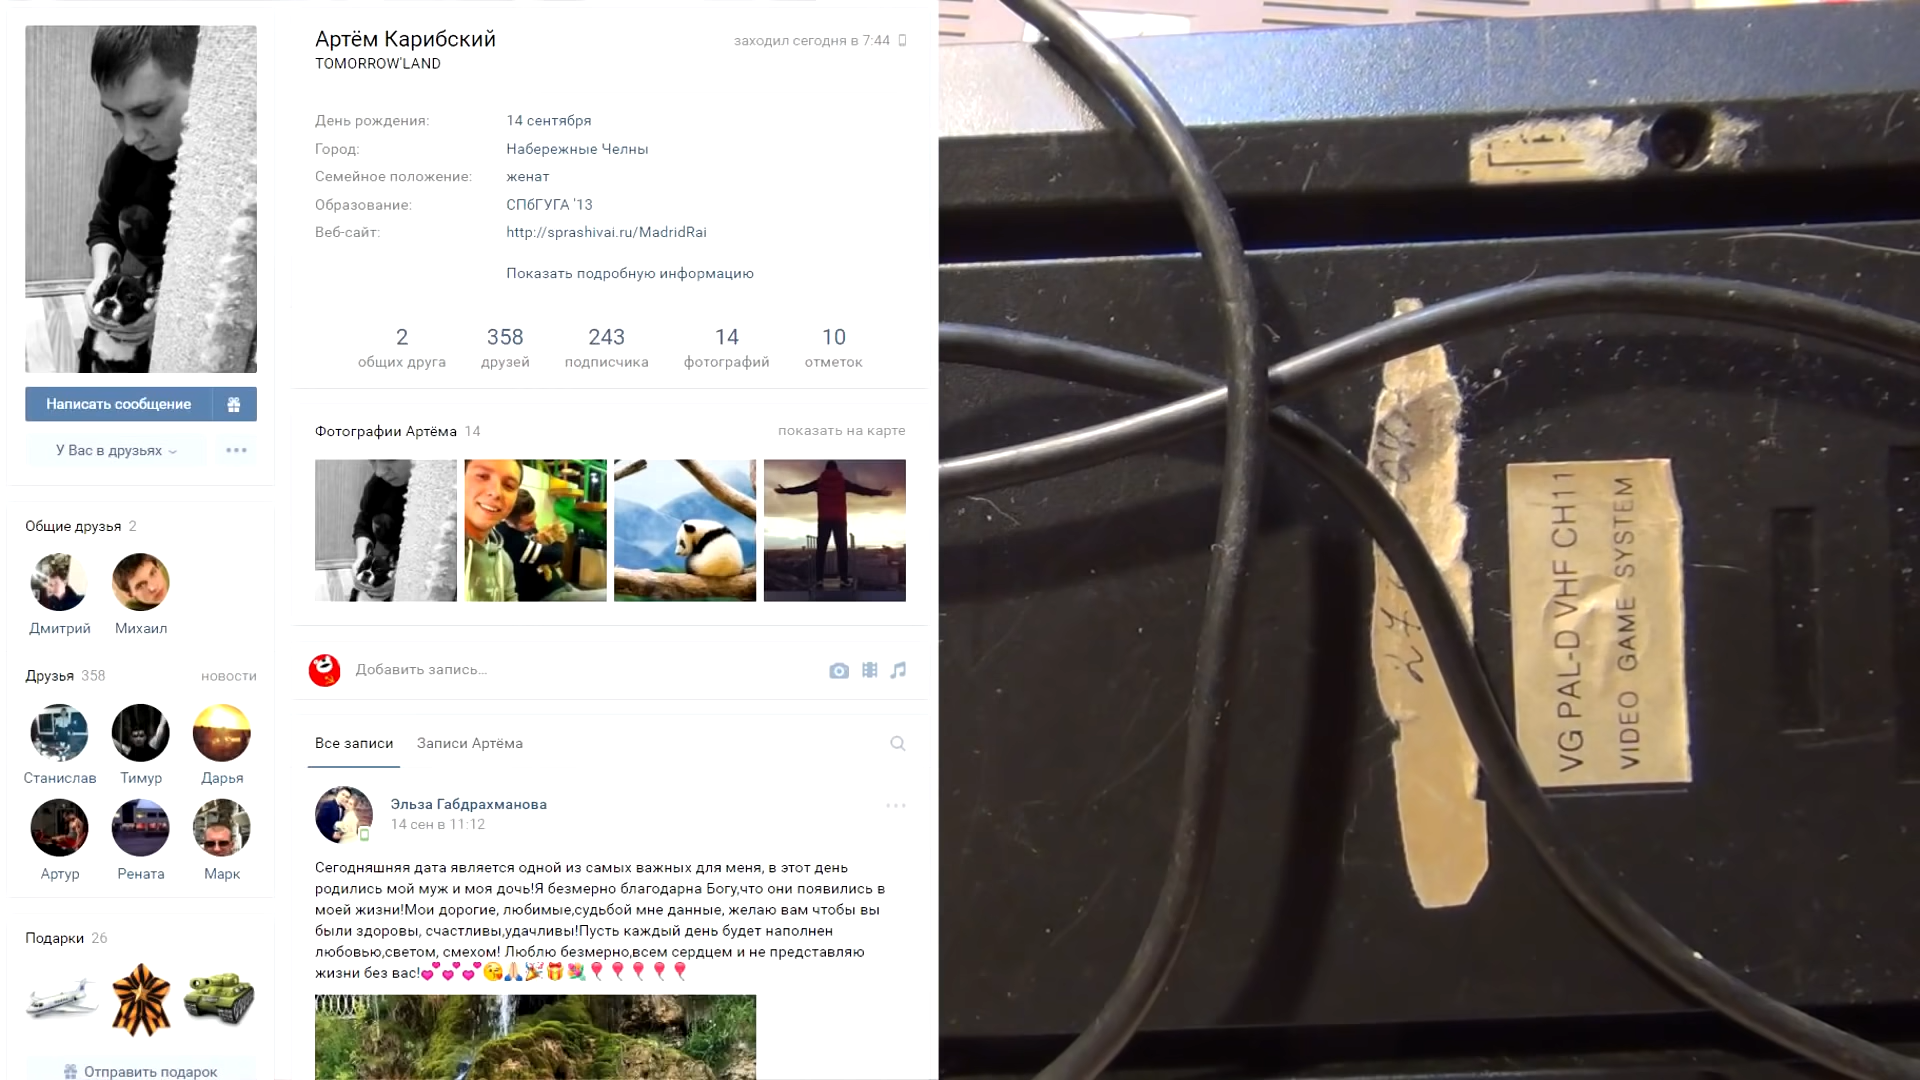 Артём Карибский
заходил сегодня в 7:44
TOMORROW'LAND
День рождения: 14 сентября
Город: Набережные Челны
Семейное положение: женат
Образование: СПбГУГА '13
Веб-сайт: http://sprashivai.ru/MadridRai
Показать подробную информацию
2 358 243 14 10
общих друга друзей подписчика фотографий отметок
Написать сообщение
У Вас в друзьях
Фотографии Артёма 14 показать на карте
Общие друзья 2
Дмитрий Михаил
Друзья 358 новости
Станислав Тимур Дарья
Артур Рената Марк
Подарки 26
Отправить подарок
Добавить запись...
Все записи Записи Артёма
Эльза Габдрахманова
14 сен в 11:12
Сегодняшняя дата является одной из самых важных для меня, в этот день
родились мой муж и моя дочь!Я безмерно благодарна Богу,что они появились в
моей жизни!Мои дорогие, любимые,судьбой мне данные, желаю вам чтобы вы
были здоровы, счастливы,удачливы!Пусть каждый день будет наполнен
любовью,светом, смехом! Люблю безмерно,всем сердцем и не представляю
жизни без вас!💕💕💕😘🙏🎉🎁💐🎈🎈🎈🎈🎈
VG PAL-D VHF CH11
VIDEO GAME SYSTEM